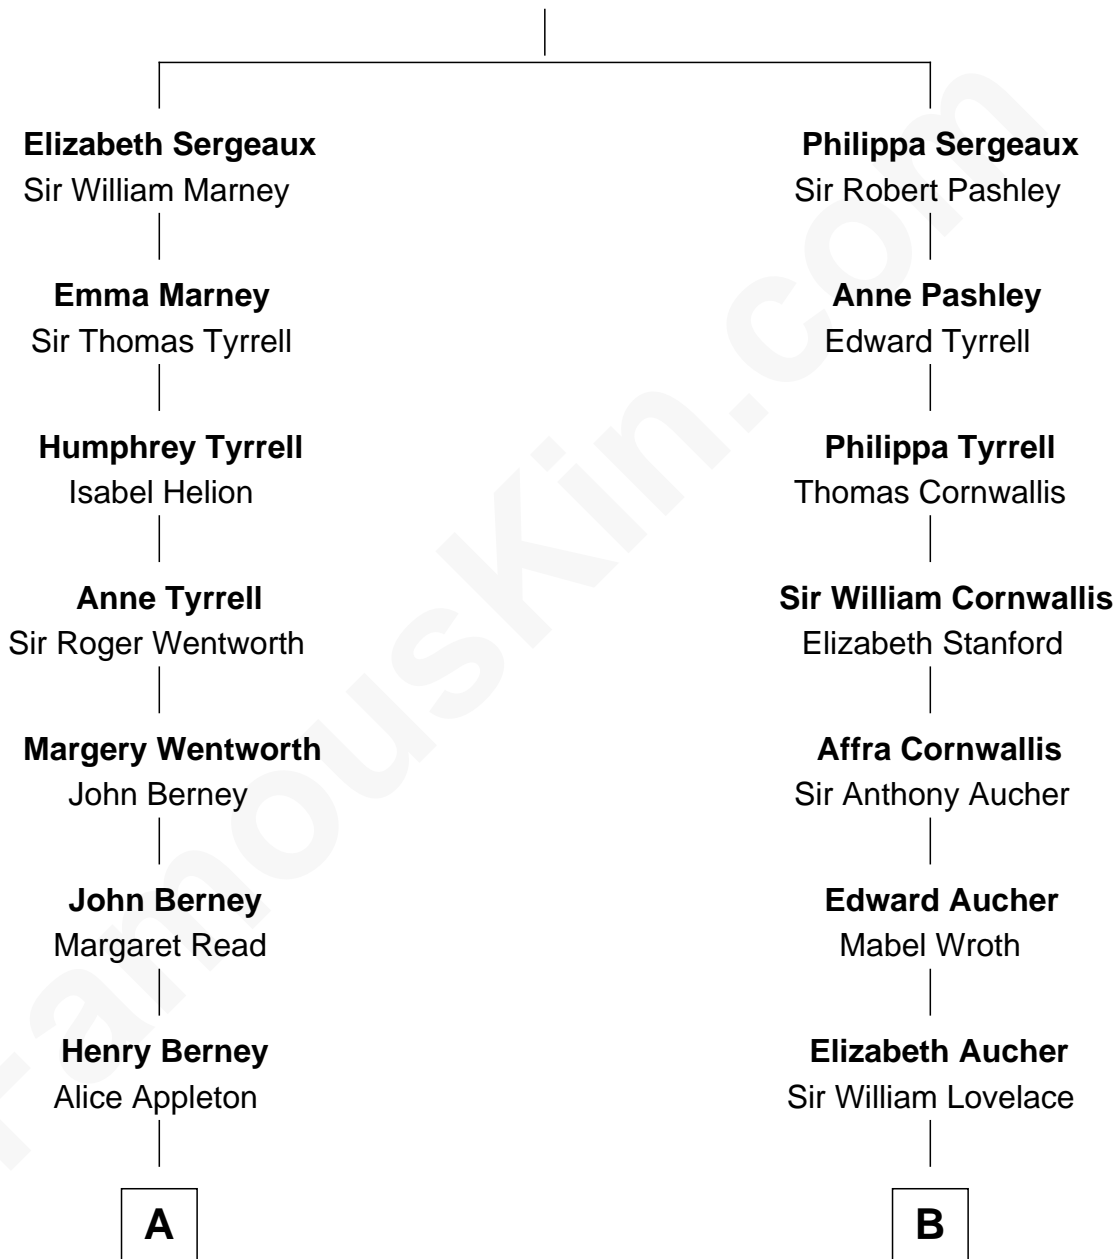 Elizabeth Sergeaux
Sir William Marney
Emma Marney
Sir Thomas Tyrrell
Humphrey Tyrrell
Isabel Helion
Anne Tyrrell
Sir Roger Wentworth
Margery Wentworth
John Berney
John Berney
Margaret Read
Henry Berney
Alice Appleton
A
Philippa Sergeaux
Sir Robert Pashley
Anne Pashley
Edward Tyrrell
Philippa Tyrrell
Thomas Cornwallis
Sir William Cornwallis
Elizabeth Stanford
Affra Cornwallis
Sir Anthony Aucher
Edward Aucher
Mabel Wroth
Elizabeth Aucher
Sir William Lovelace
B
FamousKin.com